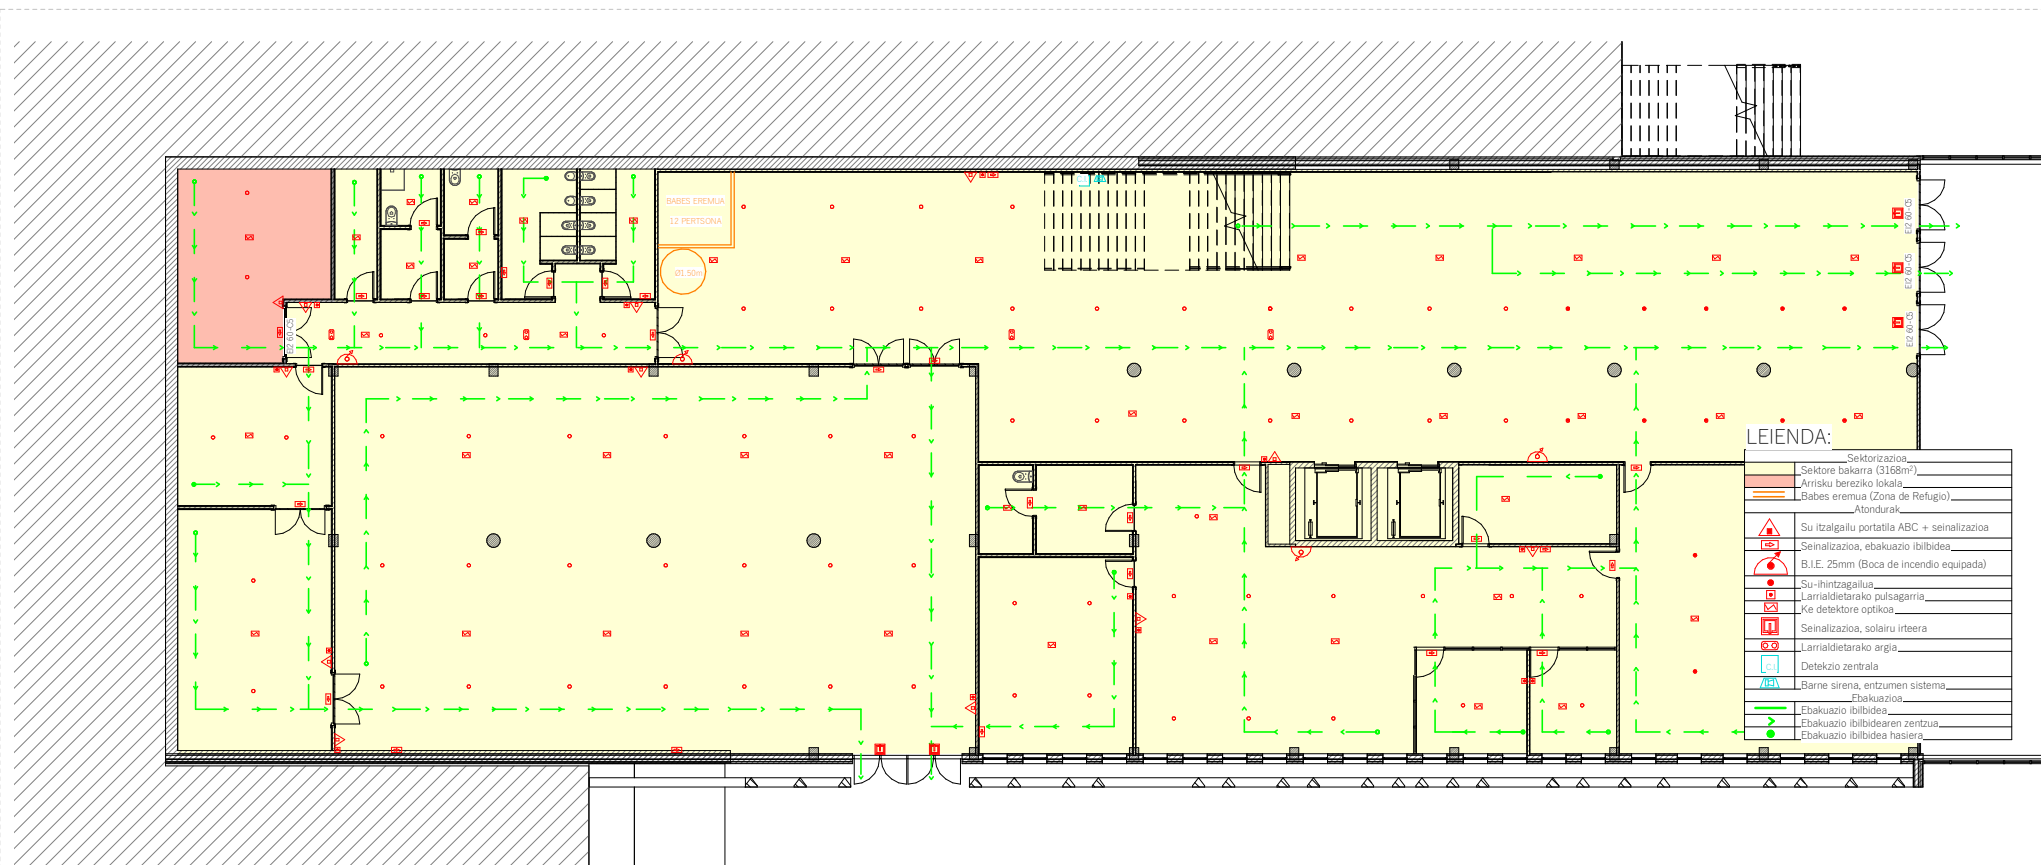 BABES EREMUA
12 PERTSONA
Ø1.50m
C.I
EI2 60-C5
EI2 60-C5
EI2 60-C5
EI2 60-C5
LEIENDA:
Sektorizazioa
Sektore bakarra (3168m²)
Arrisku bereziko lokala
Babes eremua (Zona de Refugio)
Atondurak
Su itzalgailu portatila ABC + seinalizazioa
Seinalizazioa, ebakuazio ibilbidea
B.I.E. 25mm (Boca de incendio equipada)
Su-ihintzagailua
Larrialdietarako pulsagarria
Ke detektore optikoa
Seinalizazioa, solairu irteera
Larrialdietarako argia
C.I
Detekzio zentrala
Barne sirena, entzumen sistema
Ebakuazioa
Ebakuazio ibilbidea
Ebakuazio ibilbidearen zentzua
Ebakuazio ibilbidea hasiera